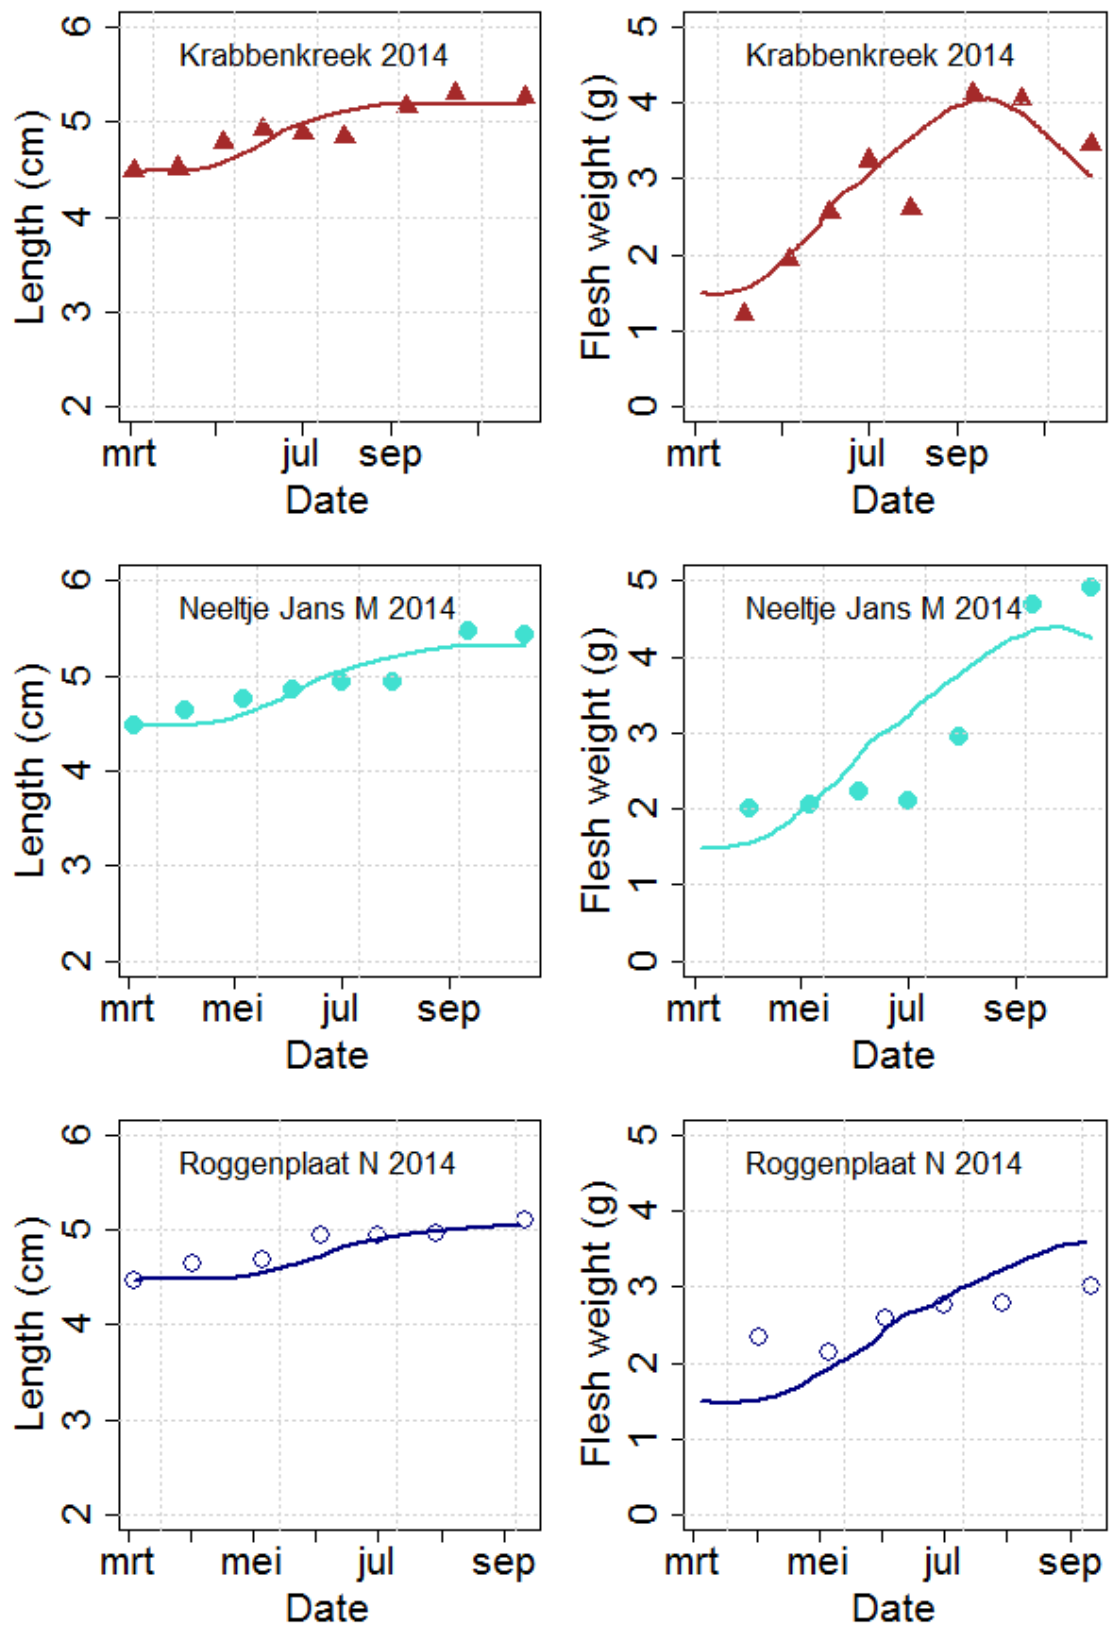 Krabbenkreek 2014
Length (cm)
6
5
4
3
2
mrt jul sep
Date
Krabbenkreek 2014
Flesh weight (g)
5
4
3
2
1
0
mrt jul sep
Date
Neeltje Jans M 2014
Length (cm)
6
5
4
3
2
mrt mei jul sep
Date
Neeltje Jans M 2014
Flesh weight (g)
5
4
3
2
1
0
mrt mei jul sep
Date
Roggenplaat N 2014
Length (cm)
6
5
4
3
2
mrt mei jul sep
Date
Roggenplaat N 2014
Flesh weight (g)
5
4
3
2
1
0
mrt mei jul sep
Date